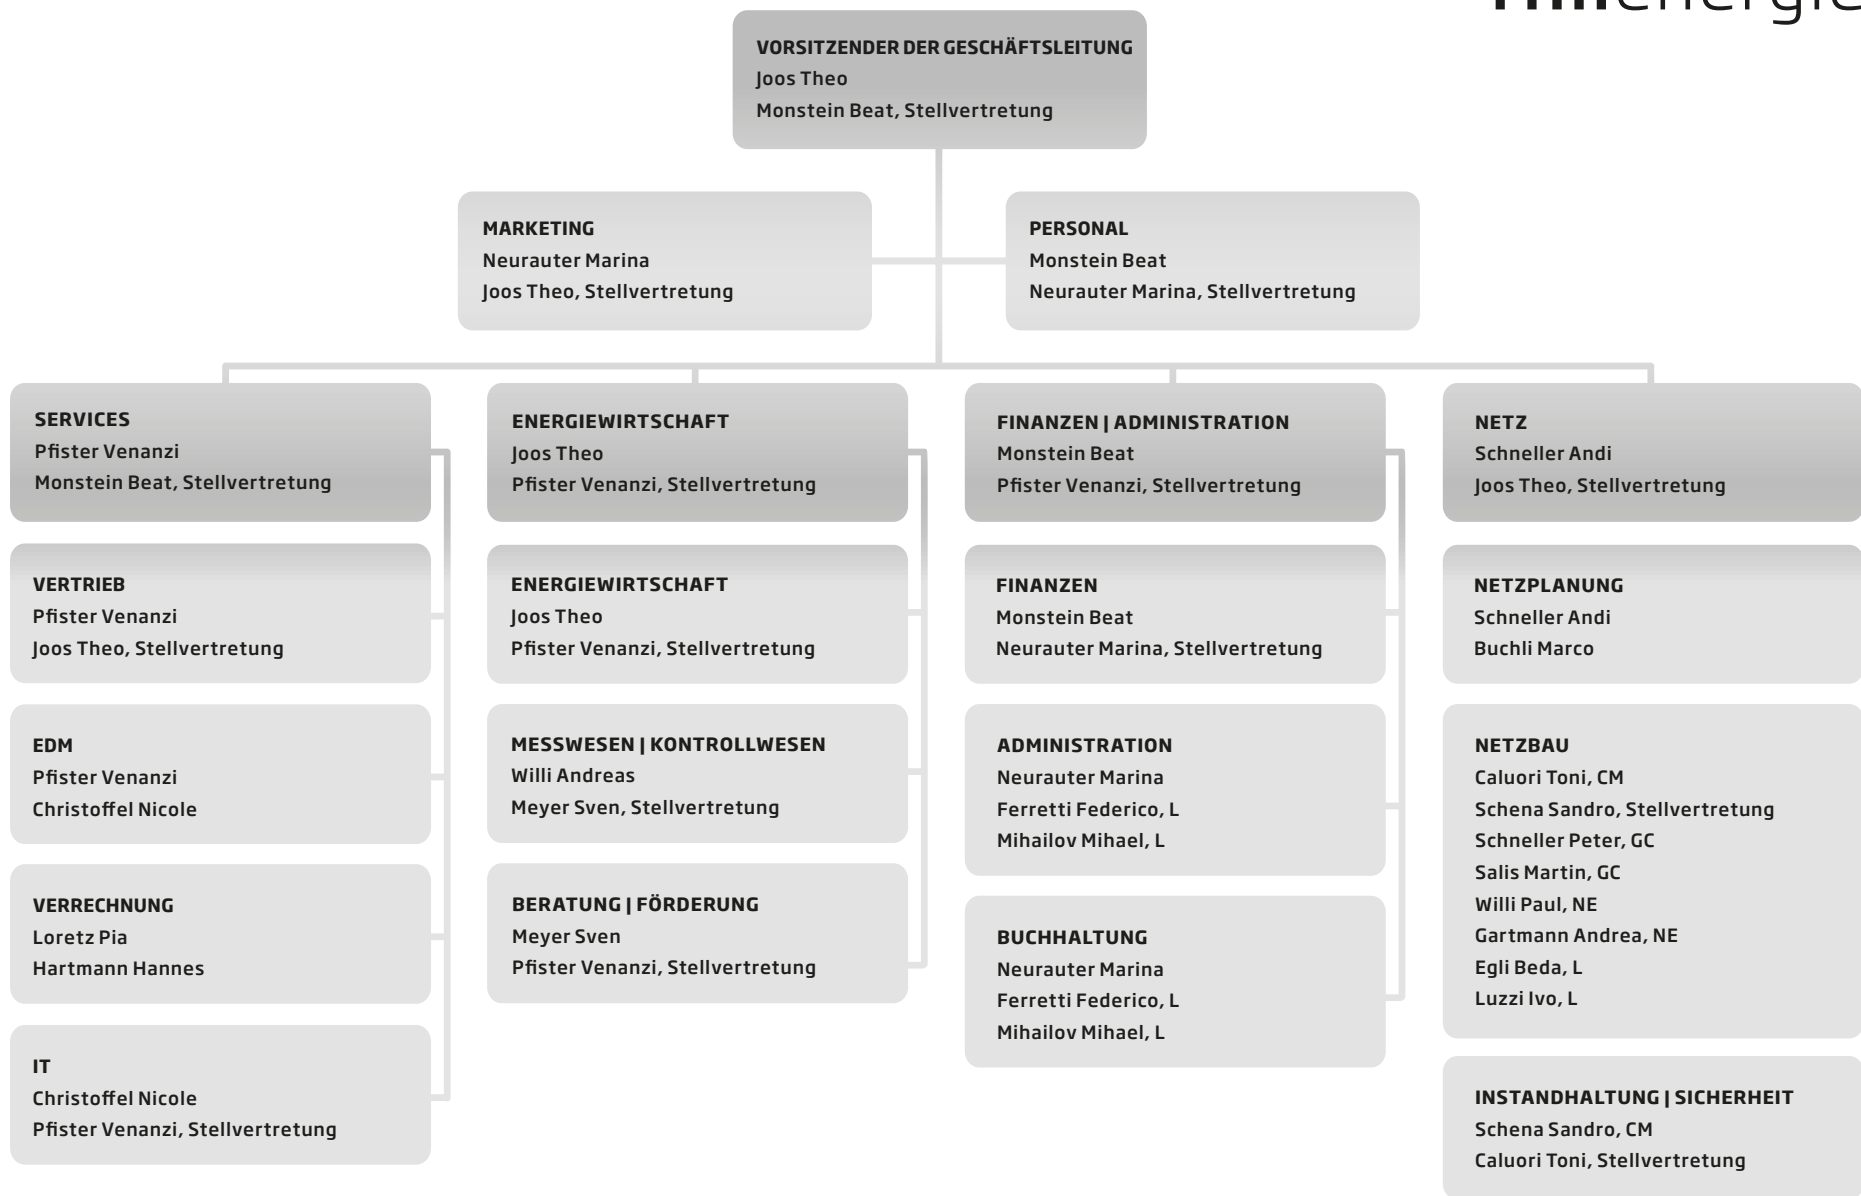 energie
VORSITZENDER DER GESCHÄFTSLEITUNG
Joos Theo
Monstein Beat, Stellvertretung
MARKETING
Neurauter Marina
Joos Theo, Stellvertretung
PERSONAL
Monstein Beat
Neurauter Marina, Stellvertretung
SERVICES
Pfister Venanzi
Monstein Beat, Stellvertretung
VERTRIEB
Pfister Venanzi
Joos Theo, Stellvertretung
EDM
Pfister Venanzi
Christoffel Nicole
VERRECHNUNG
Loretz Pia
Hartmann Hannes
IT
Christoffel Nicole
Pfister Venanzi, Stellvertretung
ENERGIEWIRTSCHAFT
Joos Theo
Pfister Venanzi, Stellvertretung
ENERGIEWIRTSCHAFT
Joos Theo
Pfister Venanzi, Stellvertretung
MESSWESEN | KONTROLLWESEN
Willi Andreas
Meyer Sven, Stellvertretung
BERATUNG | FÖRDERUNG
Meyer Sven
Pfister Venanzi, Stellvertretung
FINANZEN | ADMINISTRATION
Monstein Beat
Pfister Venanzi, Stellvertretung
FINANZEN
Monstein Beat
Neurauter Marina, Stellvertretung
ADMINISTRATION
Neurauter Marina
Ferretti Federico, L
Mihailov Mihael, L
BUCHHALTUNG
Neurauter Marina
Ferretti Federico, L
Mihailov Mihael, L
NETZ
Schneller Andi
Joos Theo, Stellvertretung
NETZPLANUNG
Schneller Andi
Buchli Marco
NETZBAU
Caluori Toni, CM
Schena Sandro, Stellvertretung
Schneller Peter, GC
Salis Martin, GC
Willi Paul, NE
Gartmann Andrea, NE
Egli Beda, L
Luzzi Ivo, L
INSTANDHALTUNG | SICHERHEIT
Schena Sandro, CM
Caluori Toni, Stellvertretung